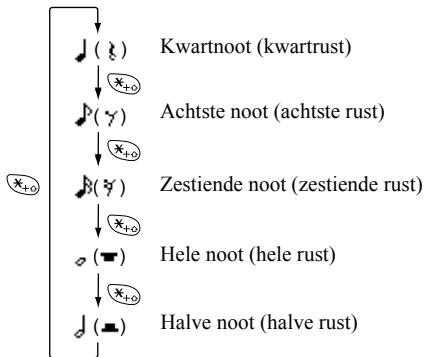 Kwartnoot (kwartrust)
Achtste noot (achtste rust)
Zestiende noot (zestiende rust)
Hele noot (hele rust)
Halve noot (halve rust)